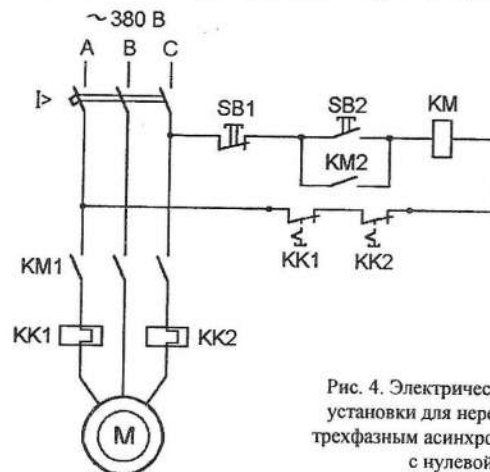 ~ 380 В
A B C
I>
SB1 SB2 KM
KM2
KK1 KK2
KM1
KK1 KK2
M
Рис. 4. Электричес
установки для нере
трехфазным асинхро
с нулевой